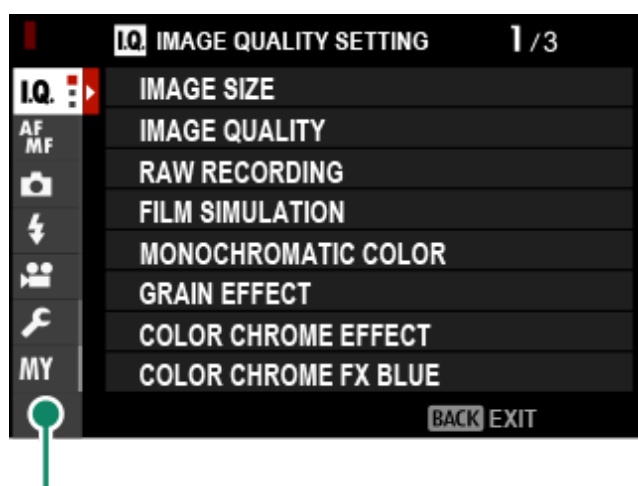 I.Q. IMAGE QUALITY SETTING 1/3
I.Q.
IMAGE SIZE
AF MF
IMAGE QUALITY
RAW RECORDING
FILM SIMULATION
MONOCHROMATIC COLOR
GRAIN EFFECT
COLOR CHROME EFFECT
MY
COLOR CHROME FX BLUE
BACK EXIT